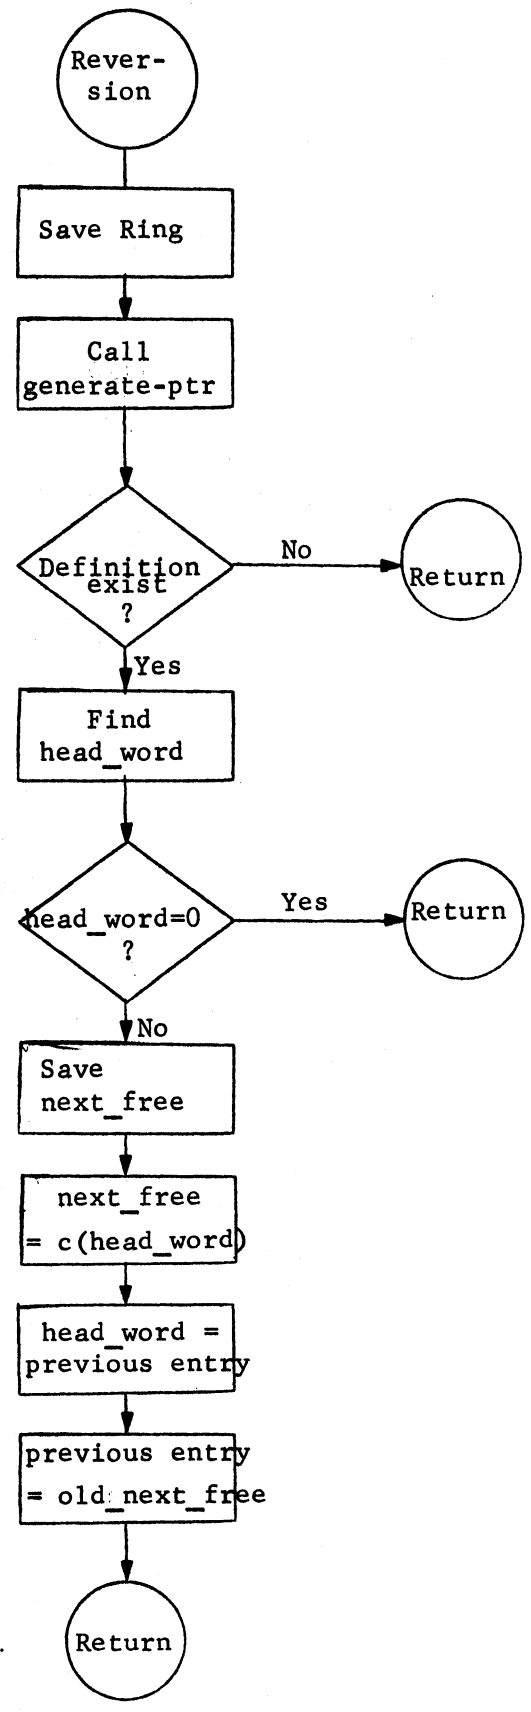 Rever-
sion
Save Ring
Call
generate-ptr
Definition
exist
?
No
Return
Yes
Find
head_word
head_word=0
?
Yes
Return
No
Save
next_free
next_free
= c(head_word)
head_word =
previous entry
previous entry
= old_next_free
Return